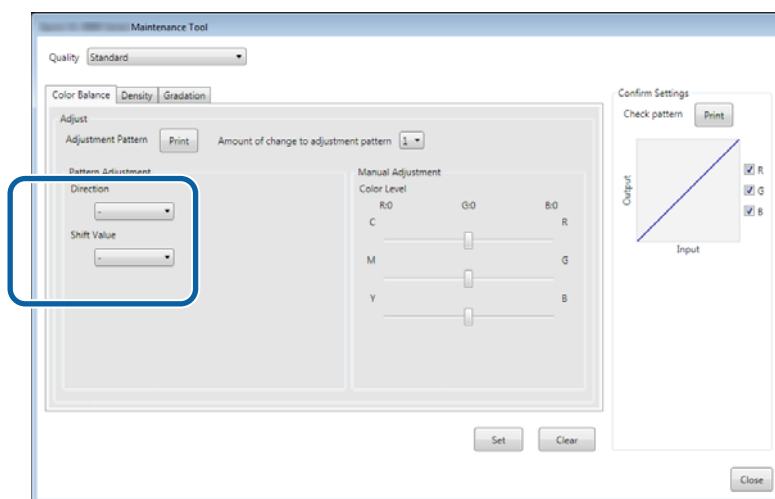 Maintenance Tool
Quality Standard
Color Balance Density Gradation
Adjust
Adjustment Pattern Print Amount of change to adjustment pattern 1
Pattern Adjustment
Direction
-
Shift Value
-
Manual Adjustment
Color Level
R:0 G:0 B:0
C R
M G
Y B
Set Clear
Confirm Settings
Check pattern Print
Output
Input
R
G
B
Close